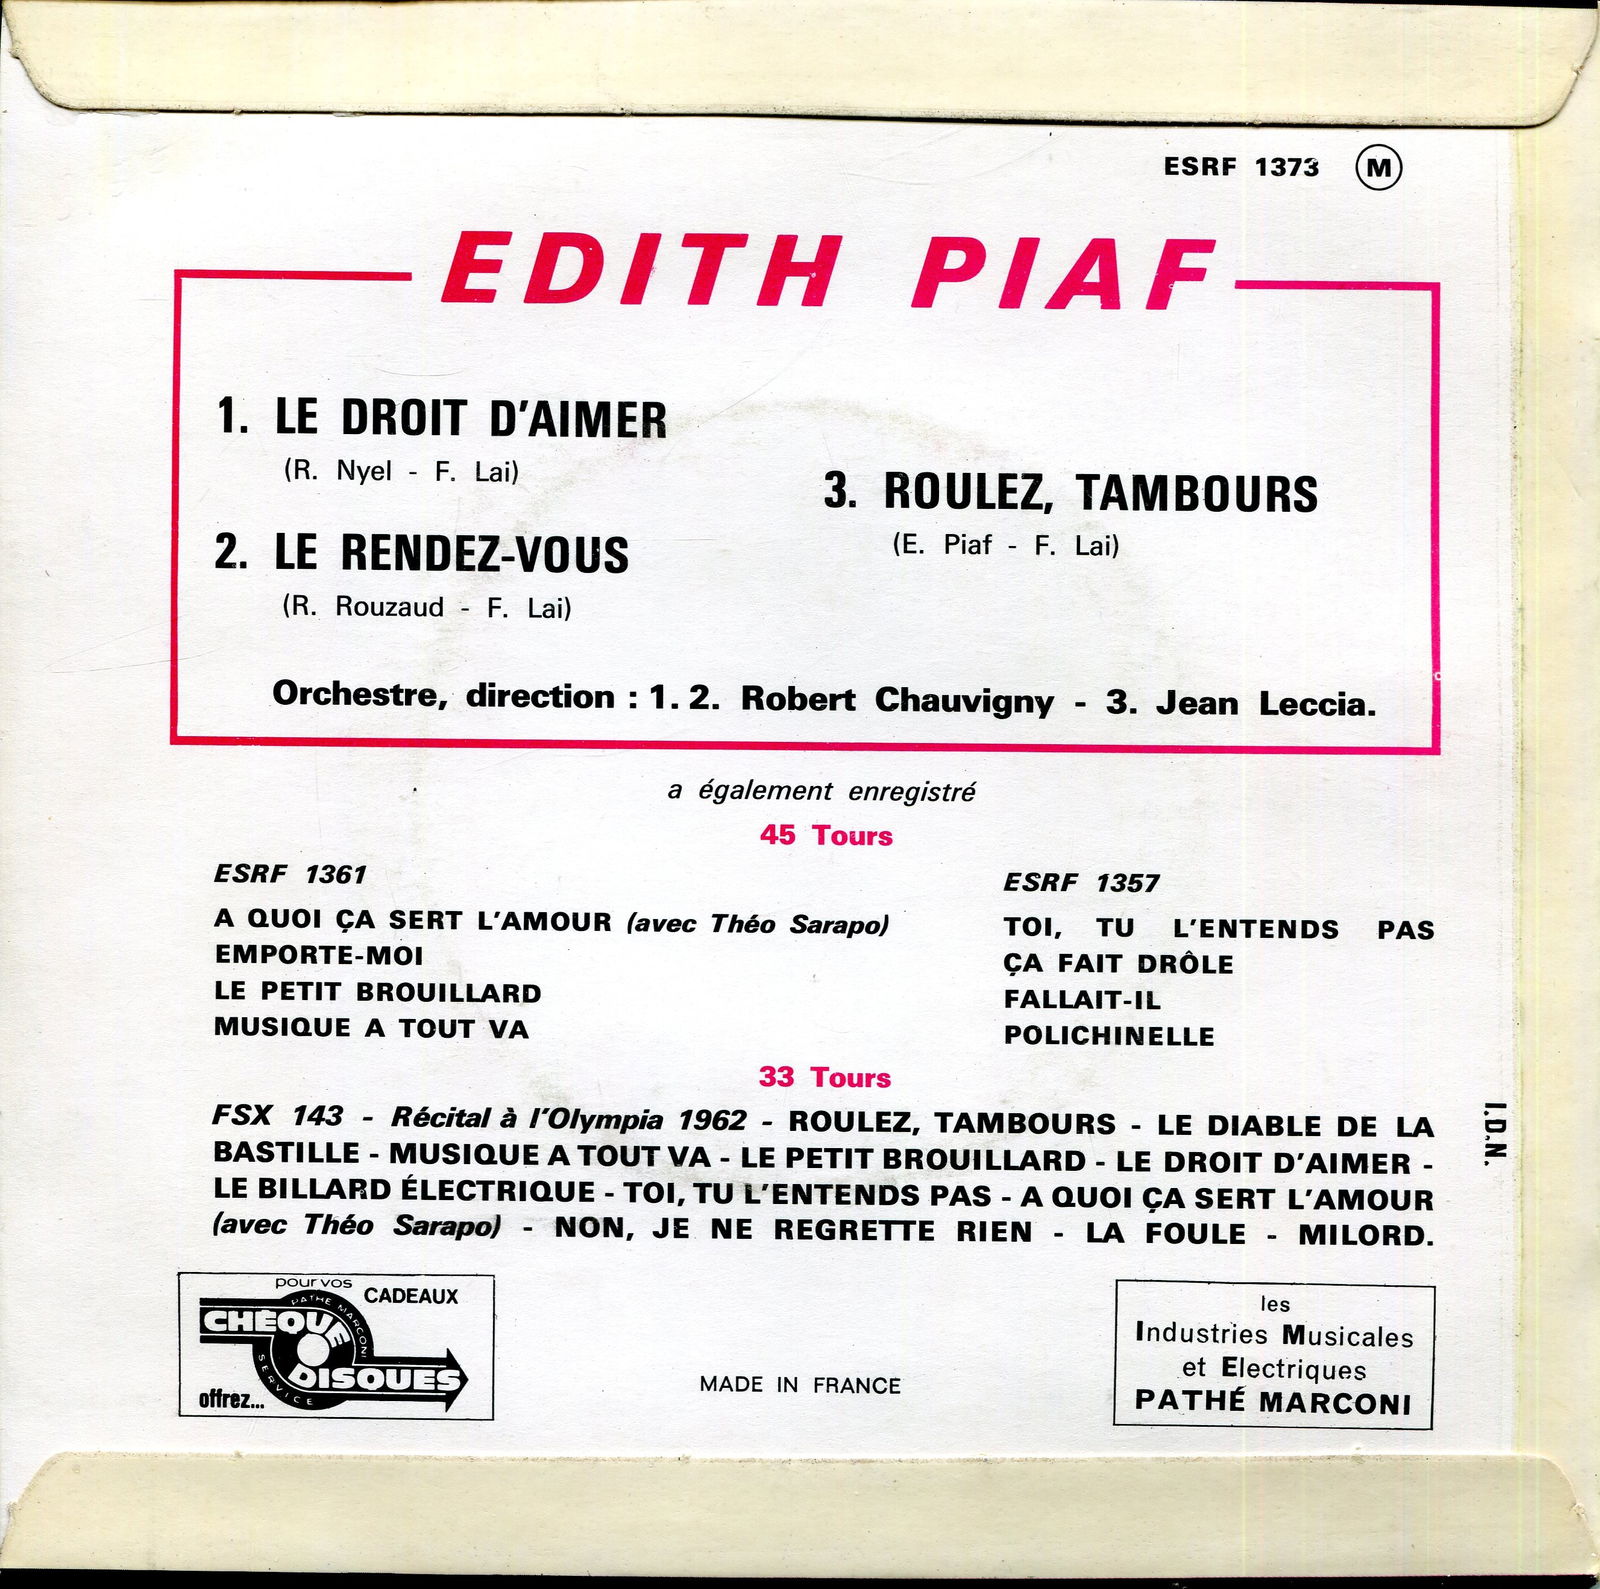 ESRF 1373 M
EDITH PIAF
1. LE DROIT D'AIMER
(R. Nyel - F. Lai)
2. LE RENDEZ-VOUS
(R. Rouzaud - F. Lai)
3. ROULEZ, TAMBOURS
(E. Piaf - F. Lai)
Orchestre, direction : 1. 2. Robert Chauvigny - 3. Jean Leccia.
a également enregistré
45 Tours
ESRF 1361
A QUOI ÇA SERT L'AMOUR (avec Théo Sarapo)
EMPORTE-MOI
LE PETIT BROUILLARD
MUSIQUE A TOUT VA
ESRF 1357
TOI, TU L'ENTENDS PAS
ÇA FAIT DRÔLE
FALLAIT-IL
POLICHINELLE
33 Tours
FSX 143 - Récital à l'Olympia 1962 - ROULEZ, TAMBOURS - LE DIABLE DE LA
BASTILLE - MUSIQUE A TOUT VA - LE PETIT BROUILLARD - LE DROIT D'AIMER -
LE BILLARD ÉLECTRIQUE - TOI, TU L'ENTENDS PAS - A QUOI ÇA SERT L'AMOUR
(avec Théo Sarapo) - NON, JE NE REGRETTE RIEN - LA FOULE - MILORD.
I.D.N.
pour vos CADEAUX
PATHE MARCONI
CHÈQUE
DISQUES
SERVICE
offrez...
MADE IN FRANCE
les
Industries Musicales
et Electriques
PATHÉ MARCONI